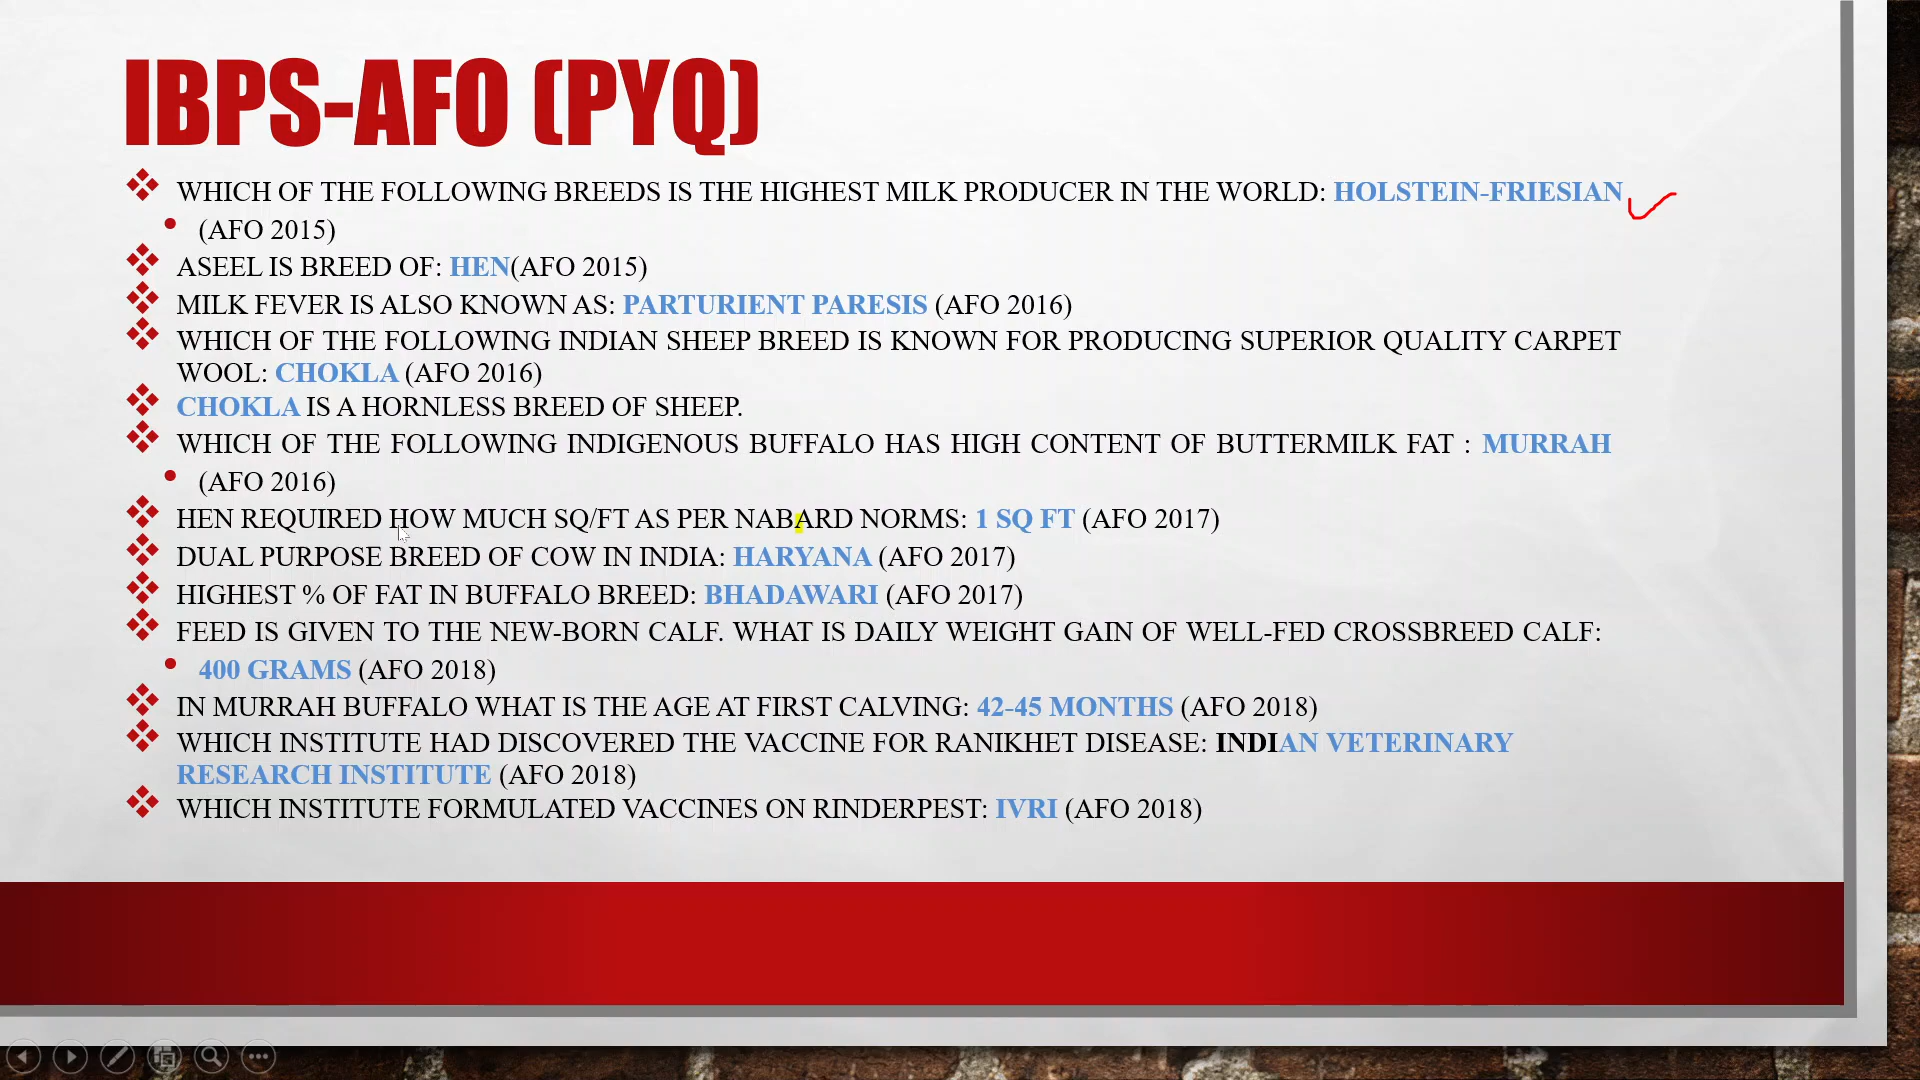 IBPS-AFO (PYQ)
WHICH OF THE FOLLOWING BREEDS IS THE HIGHEST MILK PRODUCER IN THE WORLD: HOLSTEIN-FRIESIAN
(AFO 2015)
ASEEL IS BREED OF: HEN(AFO 2015)
MILK FEVER IS ALSO KNOWN AS: PARTURIENT PARESIS (AFO 2016)
WHICH OF THE FOLLOWING INDIAN SHEEP BREED IS KNOWN FOR PRODUCING SUPERIOR QUALITY CARPET
WOOL: CHOKLA (AFO 2016)
CHOKLA IS A HORNLESS BREED OF SHEEP.
WHICH OF THE FOLLOWING INDIGENOUS BUFFALO HAS HIGH CONTENT OF BUTTERMILK FAT : MURRAH
(AFO 2016)
HEN REQUIRED HOW MUCH SQ/FT AS PER NABARD NORMS: 1 SQ FT (AFO 2017)
DUAL PURPOSE BREED OF COW IN INDIA: HARYANA (AFO 2017)
HIGHEST % OF FAT IN BUFFALO BREED: BHADAWARI (AFO 2017)
FEED IS GIVEN TO THE NEW-BORN CALF. WHAT IS DAILY WEIGHT GAIN OF WELL-FED CROSSBREED CALF:
400 GRAMS (AFO 2018)
IN MURRAH BUFFALO WHAT IS THE AGE AT FIRST CALVING: 42-45 MONTHS (AFO 2018)
WHICH INSTITUTE HAD DISCOVERED THE VACCINE FOR RANIKHET DISEASE: INDIAN VETERINARY
RESEARCH INSTITUTE (AFO 2018)
WHICH INSTITUTE FORMULATED VACCINES ON RINDERPEST: IVRI (AFO 2018)